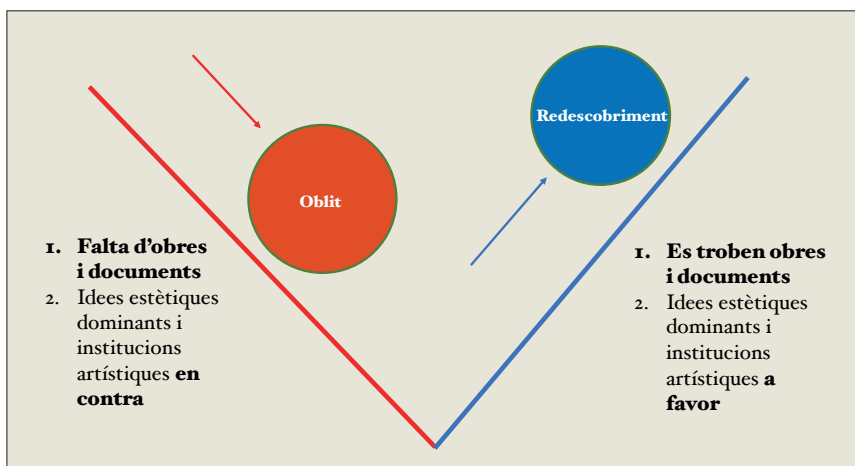 Redescobriment
Oblit
1. Falta d’obres
i documents
2. Idees estètiques
dominants i
institucions
artístiques en
contra
1. Es troben obres
i documents
2. Idees estètiques
dominants i
institucions
artístiques a
favor